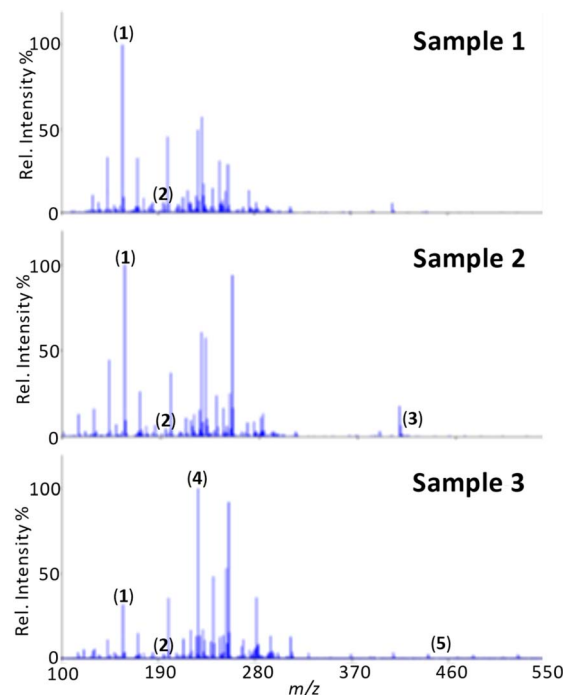 Sample 1
Rel. Intensity %
100
50
0
(1)
(2)
Sample 2
Rel. Intensity %
100
50
0
(1)
(2)
(3)
Sample 3
Rel. Intensity %
100
50
0
(4)
(1)
(2)
(5)
100 190 280 370 460 550
m/z